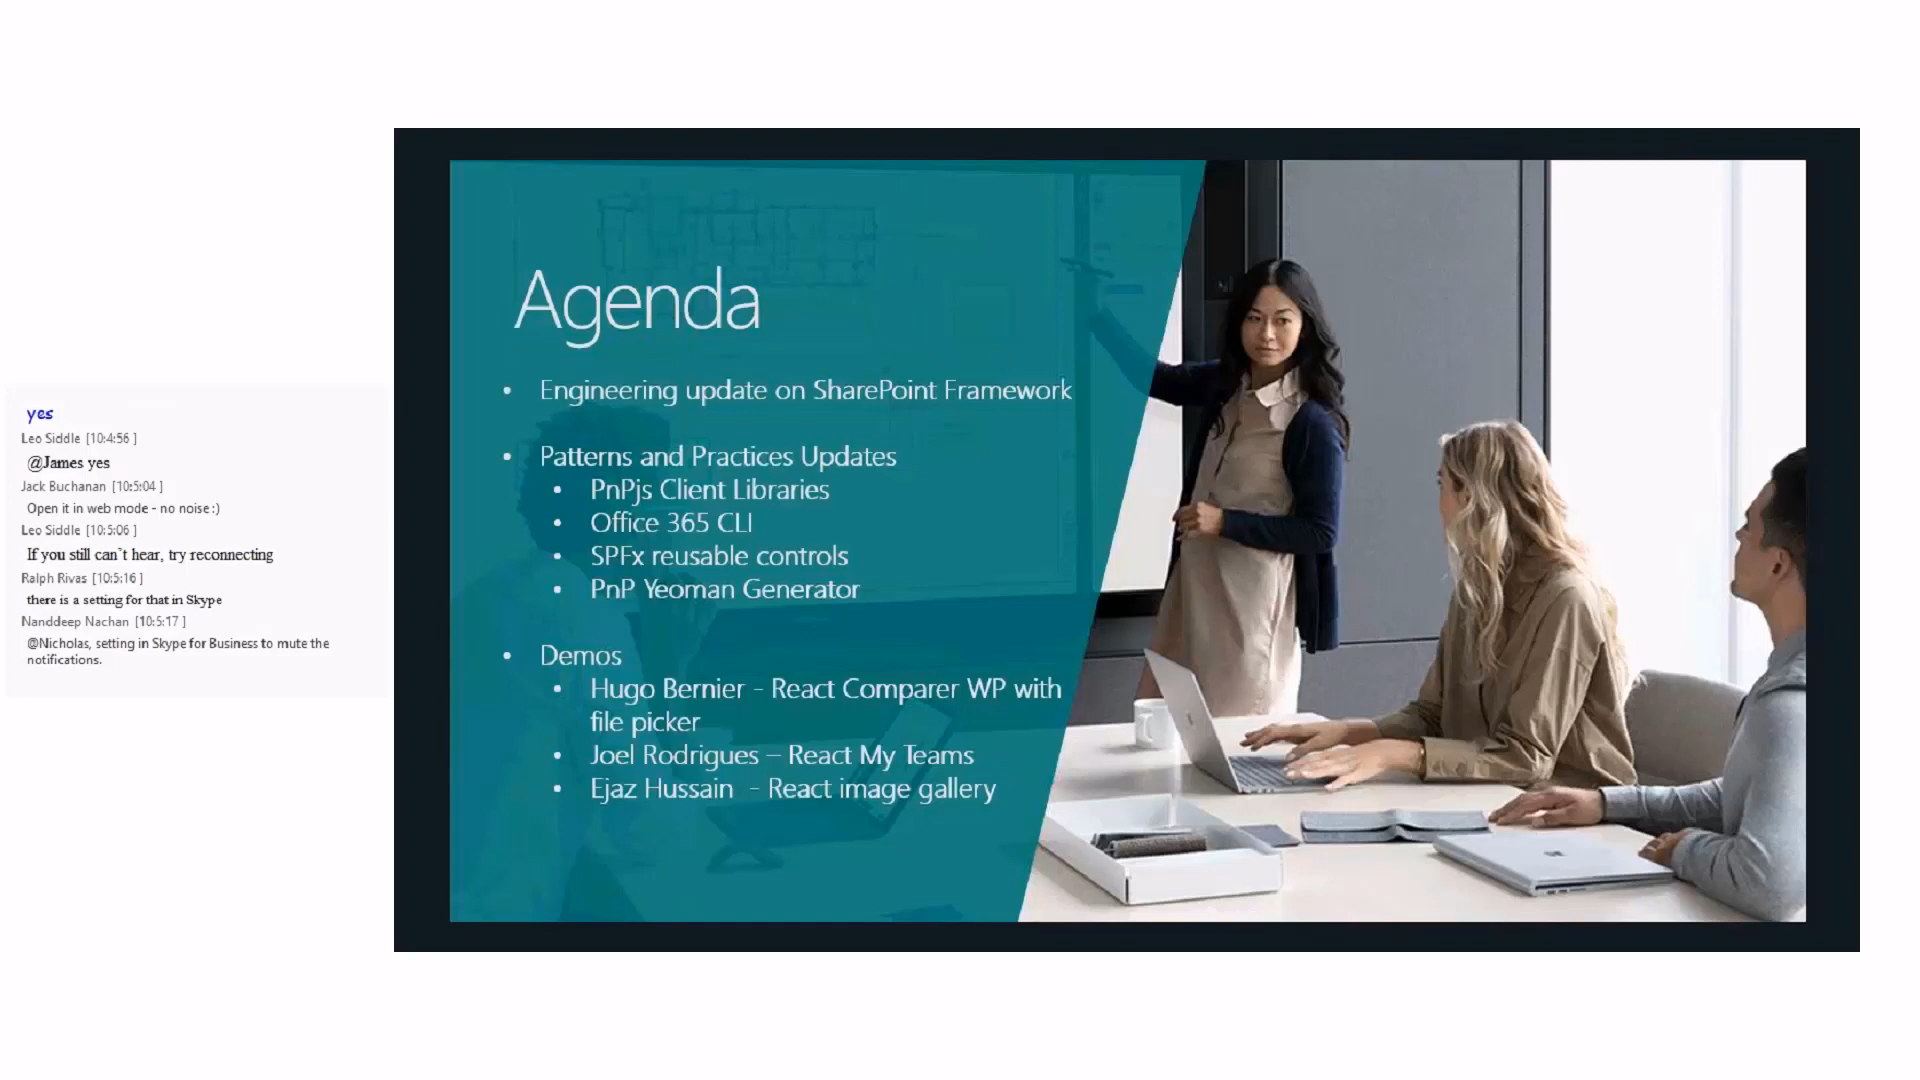 yes
Leo Siddle [10:4:56 ]
@James yes
Jack Buchanan [10:5:04 ]
Open it in web mode - no noise :)
Leo Siddle [10:5:06 ]
If you still can't hear, try reconnecting
Ralph Rivas [10:5:16 ]
there is a setting for that in Skype
Nanddeep Nachan [10:5:17 ]
@Nicholas, setting in Skype for Business to mute the
notifications.
Agenda
• Engineering update on SharePoint Framework
• Patterns and Practices Updates
• PnPjs Client Libraries
• Office 365 CLI
• SPFx reusable controls
• PnP Yeoman Generator
• Demos
• Hugo Bernier - React Comparer WP with
file picker
• Joel Rodrigues – React My Teams
• Ejaz Hussain - React image gallery